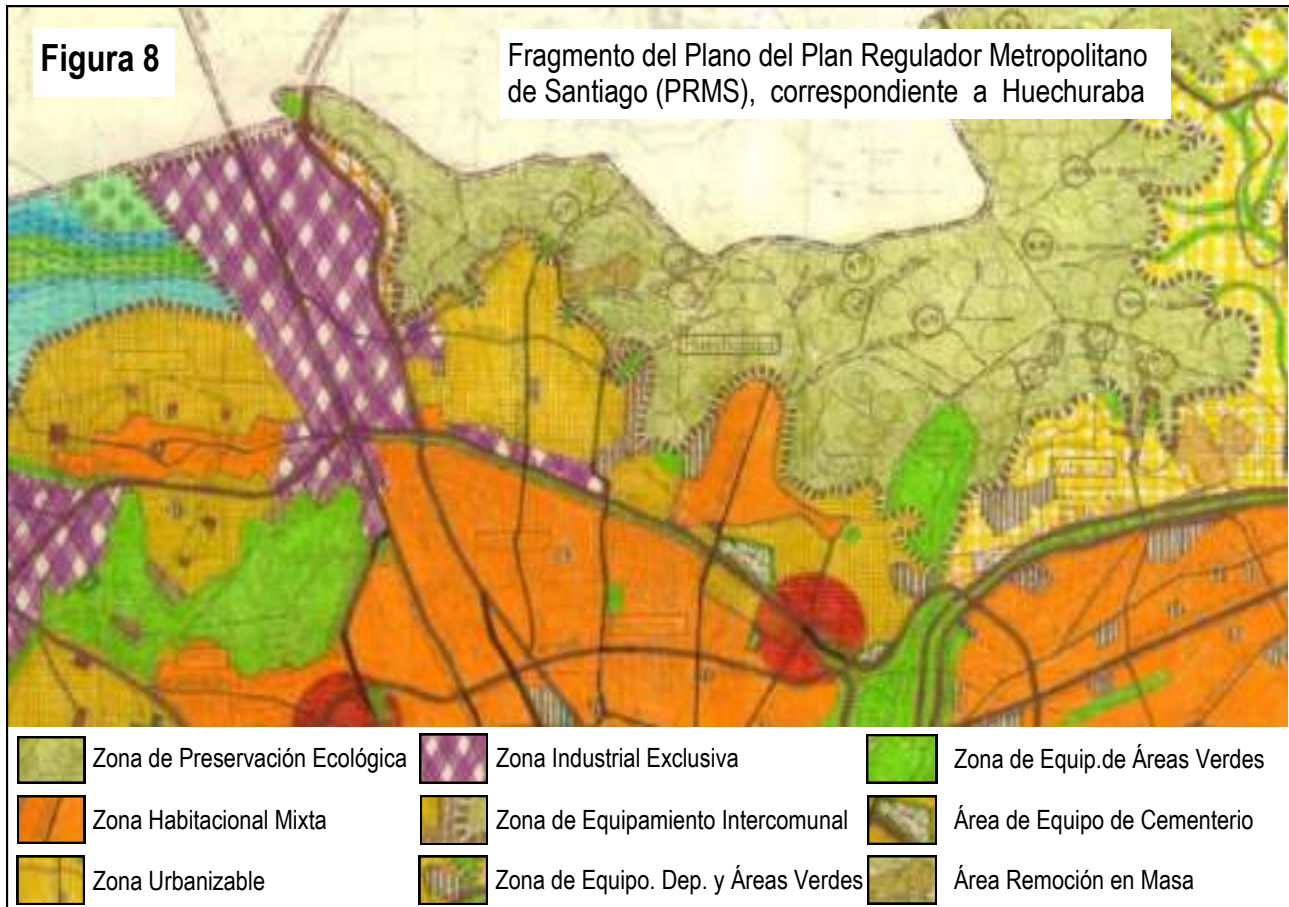 Figura 8
Fragmento del Plano del Plan Regulador Metropolitano
de Santiago (PRMS), correspondiente a Huechuraba
Huechuraba
Zona de Preservación Ecológica
Zona Industrial Exclusiva
Zona de Equip.de Áreas Verdes
Zona Habitacional Mixta
Zona de Equipamiento Intercomunal
Área de Equipo de Cementerio
Zona Urbanizable
Zona de Equipo. Dep. y Áreas Verdes
Área Remoción en Masa